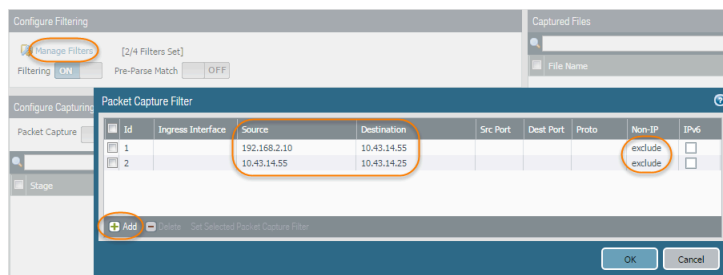 Configure Filtering
Captured Files
Manage Filters
[2/4 Filters Set]
Filtering ON
Pre-Parse Match OFF
File Name
Configure Capturing
Packet Capture
Stage
Packet Capture Filter
Id Ingress Interface Source Destination Src Port Dest Port Proto Non-IP IPv6
1 192.168.2.10 10.43.14.55 exclude
2 10.43.14.55 10.43.14.25 exclude
Add Delete Set Selected Packet Capture Filter
OK Cancel